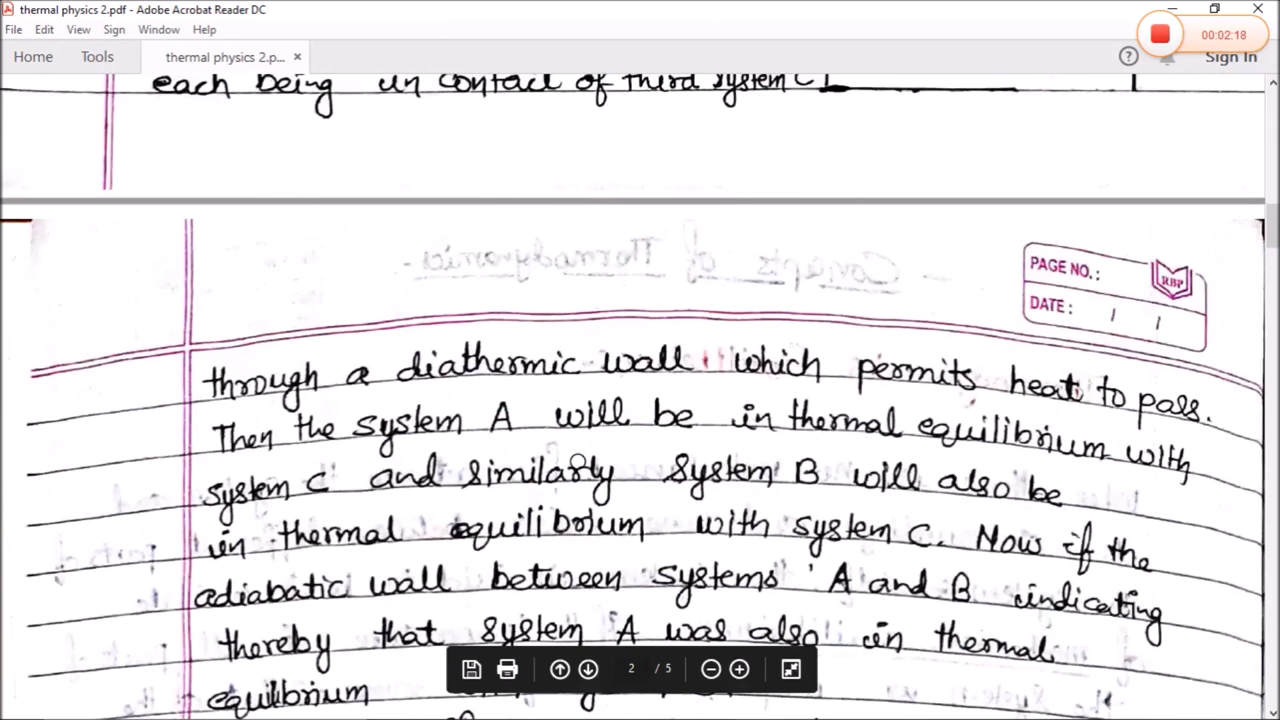 thermal physics 2.pdf - Adobe Acrobat Reader DC
File Edit View Sign Window Help
00:02:18
Home Tools thermal physics 2.p... × Sign In
each being in contact of third system C
Concepts of Thermodynamics -
PAGE NO.:
RBP
DATE: / /
through a diathermic wall which permits heat to pass.
Then the system A will be in thermal equilibrium with
system C and similarly system B will also be
in thermal equilibrium with system C. Now if the
adiabatic wall between systems A and B indicating
thereby that system A was also in thermal
equilibrium
2 / 5